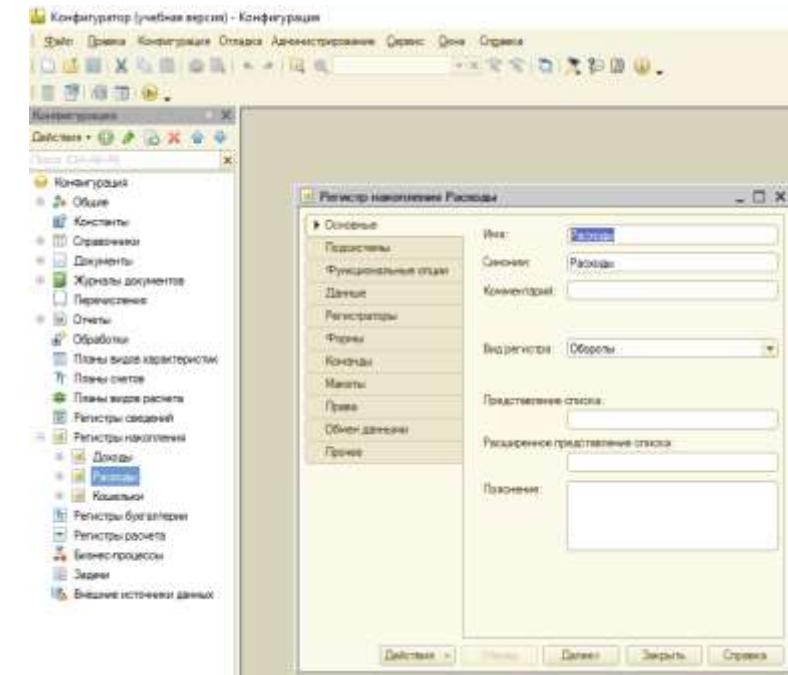 Конфигуратор (учебная версия) - Конфигурация
Файл Правка Конфигурация Отладка Администрирование Сервис Окна Справка
Конфигурация
Действия
Конфигурация
Общие
Константы
Справочники
Документы
Журналы документов
Перечисления
Отчеты
Обработки
Планы видов характеристик
Планы счетов
Планы видов расчета
Регистры сведений
Регистры накопления
Доходы
Расходы
Кошельки
Регистры бухгалтерии
Регистры расчета
Бизнес-процессы
Задачи
Внешние источники данных
Регистр накопления Расходы
Основные
Подсистемы
Функциональные опции
Данные
Регистраторы
Формы
Команды
Макеты
Права
Обмен данными
Прочее
Имя: Расходы
Синоним: Расходы
Комментарий:
Вид регистра: Обороты
Представление списка:
Расширенное представление списка:
Пояснение:
Действия Далее> Закрыть Справка